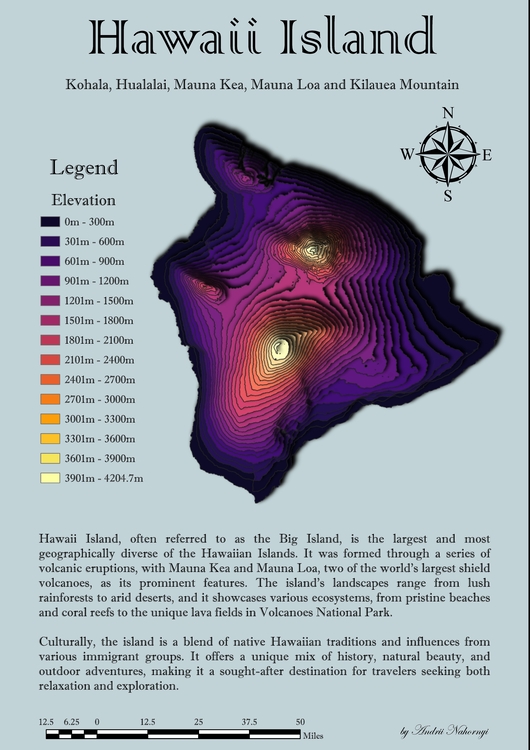 Hawaii Island
Kohala, Hualalai, Mauna Kea, Mauna Loa and Kilauea Mountain
N
W E
S
Legend
Elevation
0m - 300m
301m - 600m
601m - 900m
901m - 1200m
1201m - 1500m
1501m - 1800m
1801m - 2100m
2101m - 2400m
2401m - 2700m
2701m - 3000m
3001m - 3300m
3301m - 3600m
3601m - 3900m
3901m - 4204.7m
Hawaii Island, often referred to as the Big Island, is the largest and most
geographically diverse of the Hawaiian Islands. It was formed through a series of
volcanic eruptions, with Mauna Kea and Mauna Loa, two of the world's largest shield
volcanoes, as its prominent features. The island's landscapes range from lush
rainforests to arid deserts, and it showcases various ecosystems, from pristine beaches
and coral reefs to the unique lava fields in Volcanoes National Park.
Culturally, the island is a blend of native Hawaiian traditions and influences from
various immigrant groups. It offers a unique mix of history, natural beauty, and
outdoor adventures, making it a sought-after destination for travelers seeking both
relaxation and exploration.
12.5 6.25 0 12.5 25 37.5 50
Miles
by Andrii Nahornyi